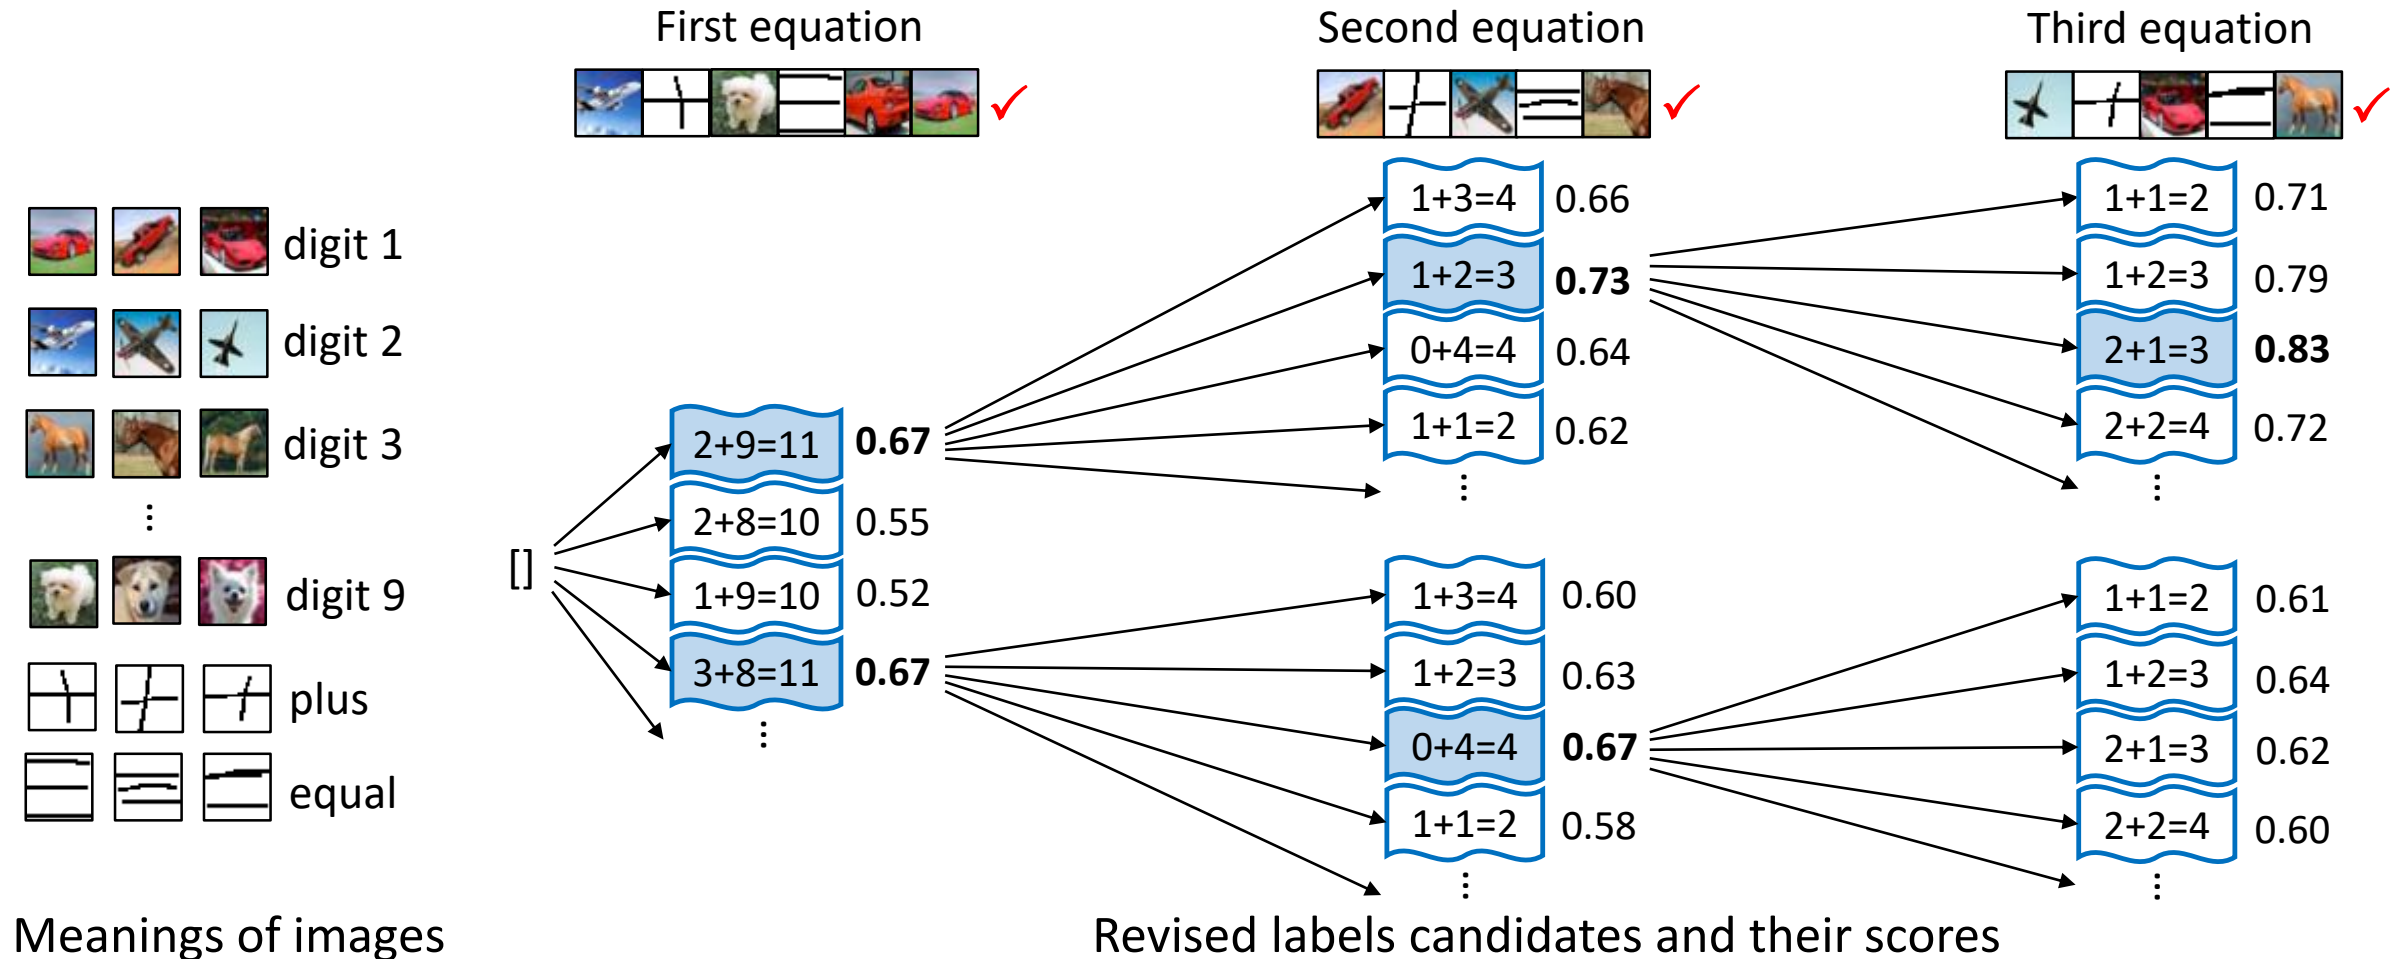 First equation
Second equation
Third equation
digit 1
digit 2
digit 3
⋮
digit 9
plus
equal
[]
2+9=11 0.67
2+8=10 0.55
1+9=10 0.52
3+8=11 0.67
⋮
1+3=4 0.66
1+2=3 0.73
0+4=4 0.64
1+1=2 0.62
⋮
1+3=4 0.60
1+2=3 0.63
0+4=4 0.67
1+1=2 0.58
⋮
1+1=2 0.71
1+2=3 0.79
2+1=3 0.83
2+2=4 0.72
⋮
1+1=2 0.61
1+2=3 0.64
2+1=3 0.62
2+2=4 0.60
⋮
Meanings of images
Revised labels candidates and their scores